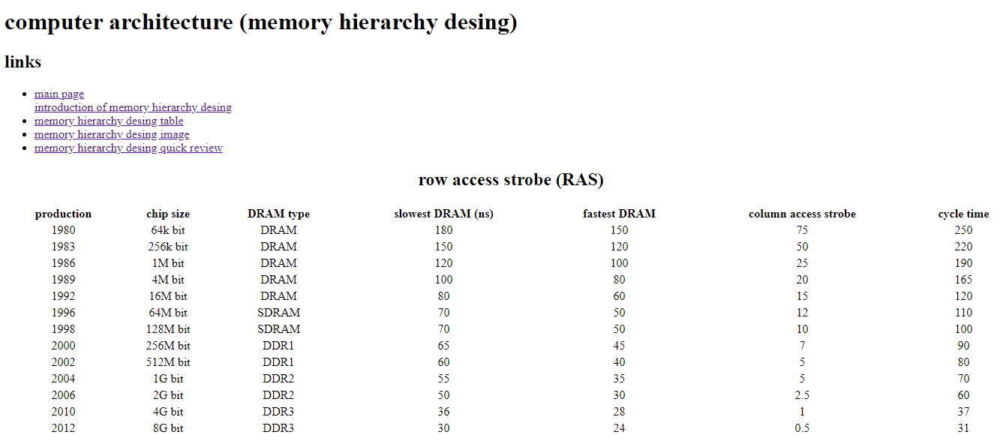 computer architecture (memory hierarchy desing)
links
main page
introduction of memory hierarchy desing
memory hierarchy desing table
memory hierarchy desing image
memory hierarchy desing quick review
row access strobe (RAS)
production chip size DRAM type slowest DRAM (ns) fastest DRAM column access strobe cycle time
1980 64k bit DRAM 180 150 75 250
1983 256k bit DRAM 150 120 50 220
1986 1M bit DRAM 120 100 25 190
1989 4M bit DRAM 100 80 20 165
1992 16M bit DRAM 80 60 15 120
1996 64M bit SDRAM 70 50 12 110
1998 128M bit SDRAM 70 50 10 100
2000 256M bit DDR1 65 45 7 90
2002 512M bit DDR1 60 40 5 80
2004 1G bit DDR2 55 35 5 70
2006 2G bit DDR2 50 30 2.5 60
2010 4G bit DDR3 36 28 1 37
2012 8G bit DDR3 30 24 0.5 31